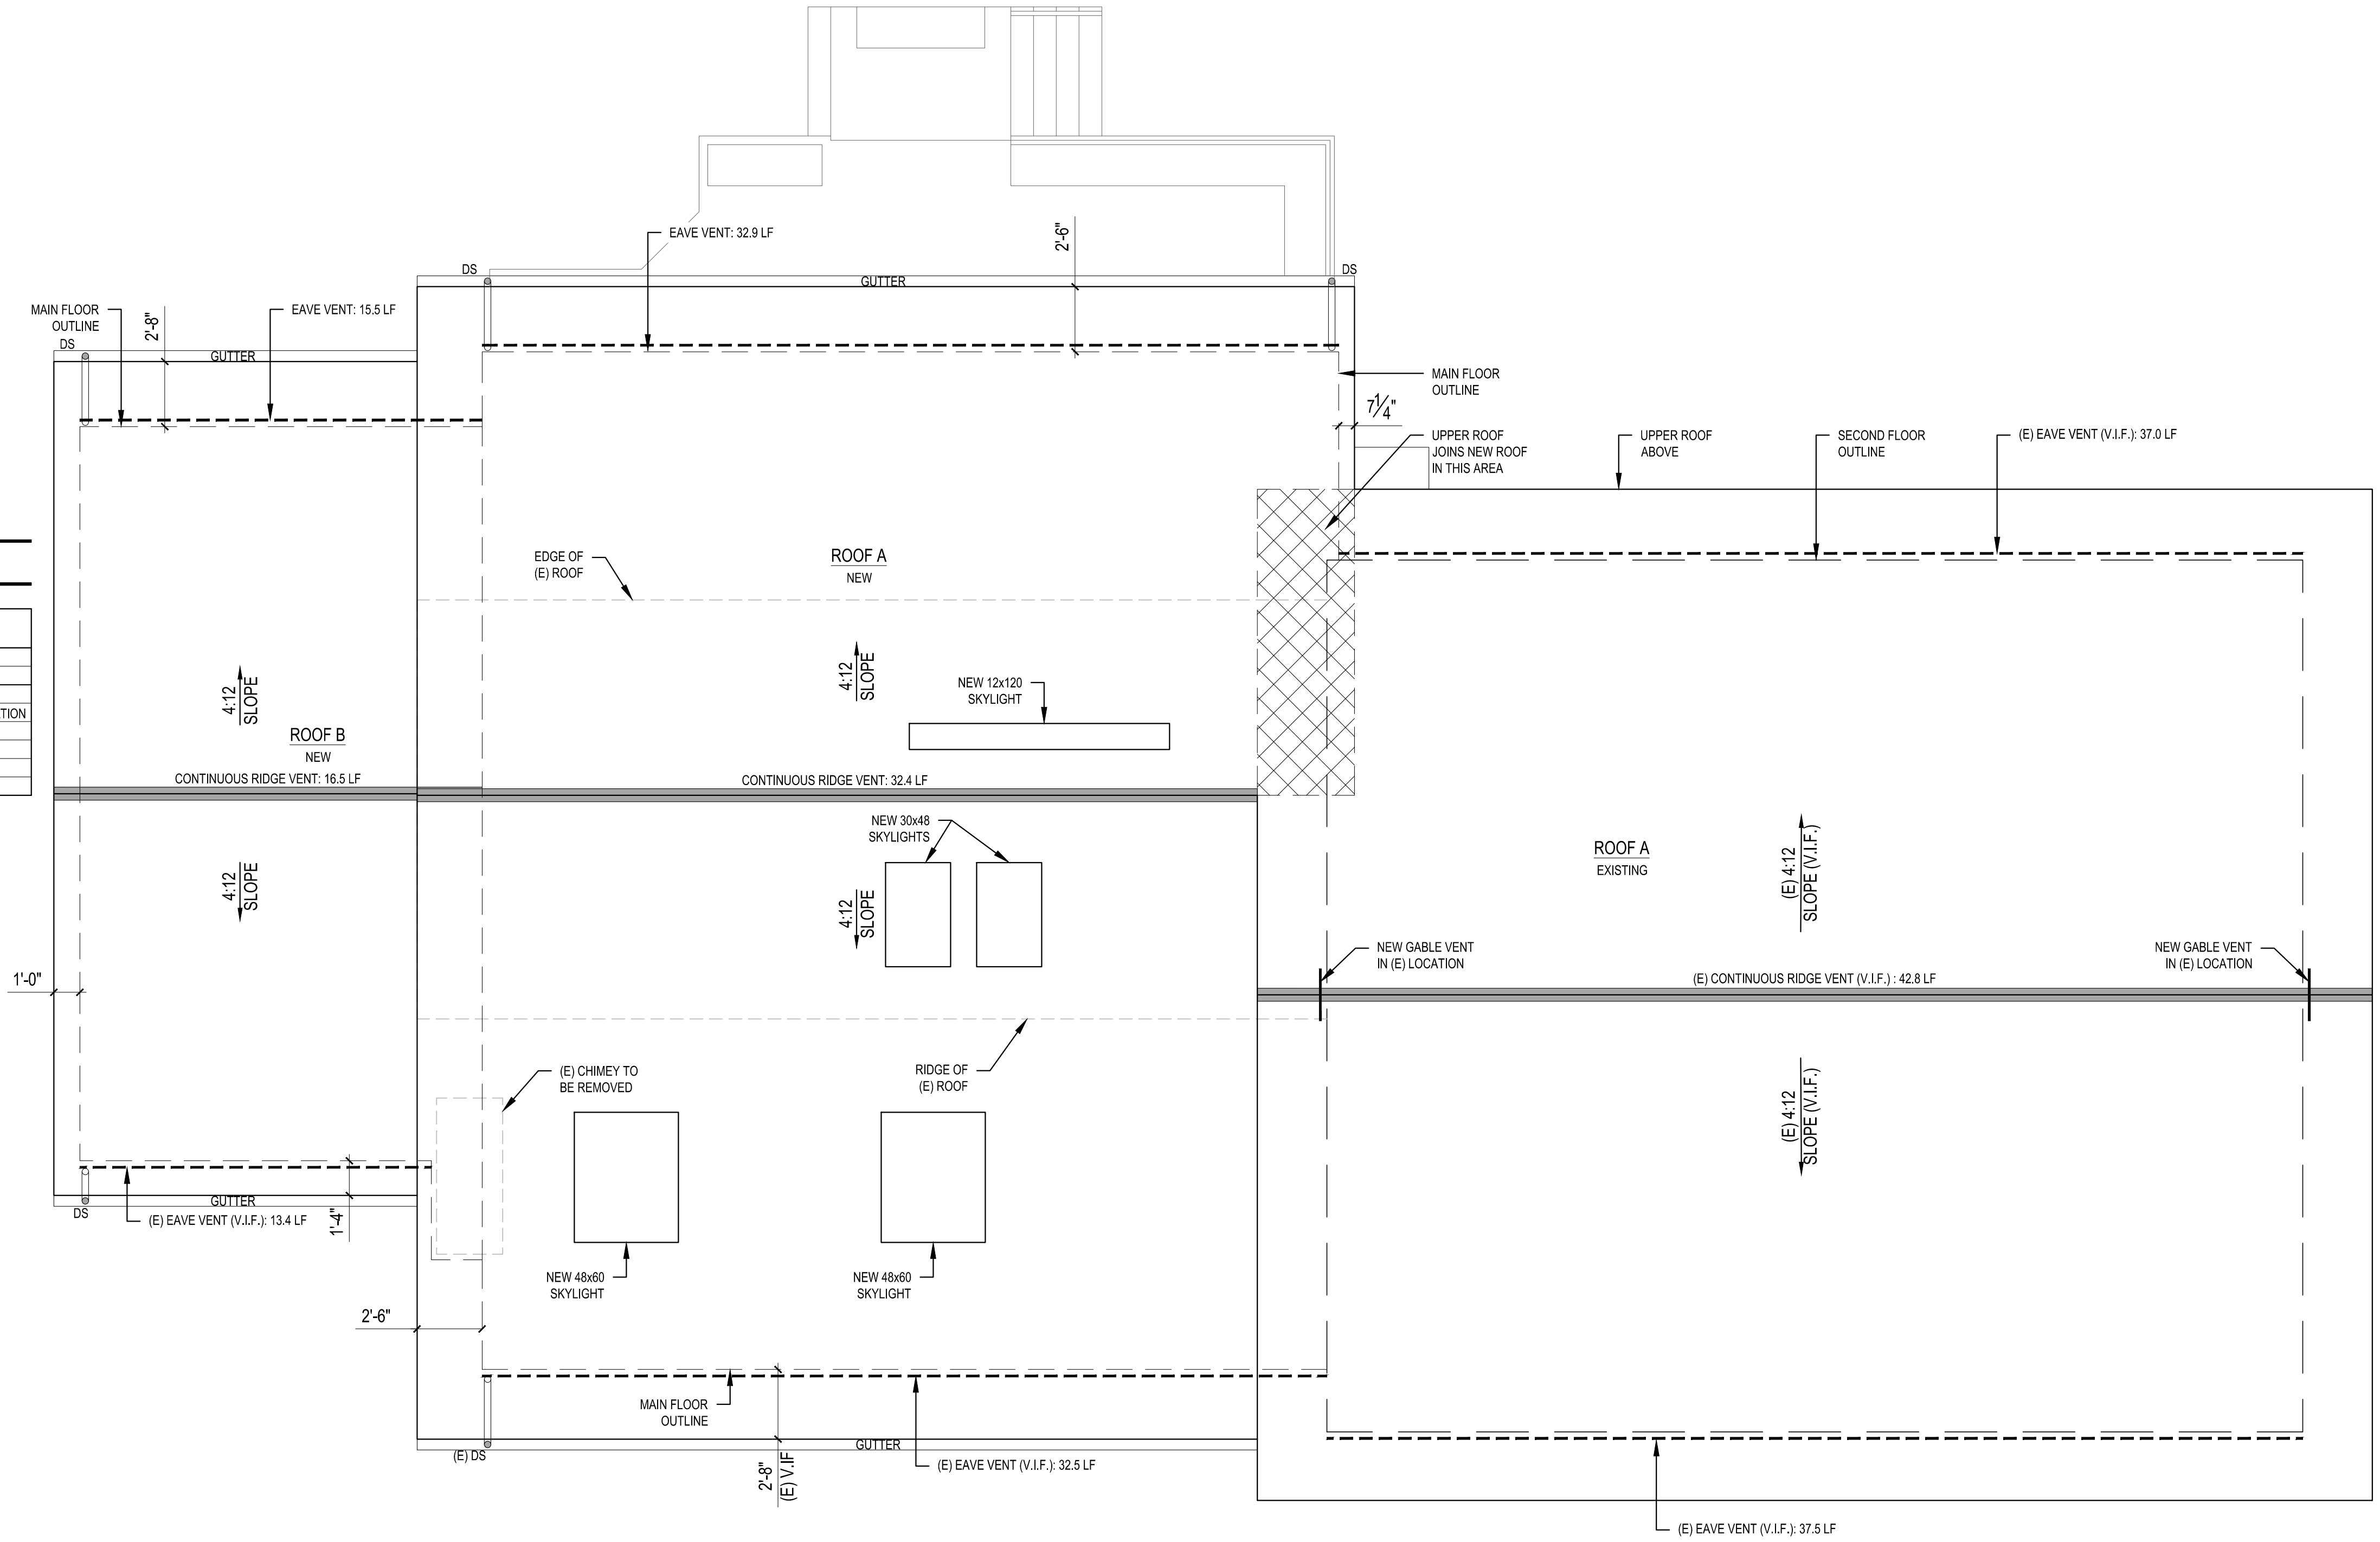 2'-6"
EAVE VENT: 32.9 LF
DS
GUTTER
DS
MAIN FLOOR
OUTLINE
2'-8"
EAVE VENT: 15.5 LF
DS
GUTTER
MAIN FLOOR
OUTLINE
7 1/4"
UPPER ROOF
JOINS NEW ROOF
IN THIS AREA
UPPER ROOF
ABOVE
SECOND FLOOR
OUTLINE
(E) EAVE VENT (V.I.F.): 37.0 LF
EDGE OF
(E) ROOF
ROOF A
NEW
4:12
SLOPE
4:12
SLOPE
NEW 12x120
SKYLIGHT
TION
ROOF B
NEW
CONTINUOUS RIDGE VENT: 16.5 LF
CONTINUOUS RIDGE VENT: 32.4 LF
NEW 30x48
SKYLIGHTS
4:12
SLOPE
4:12
SLOPE
ROOF A
EXISTING
(E) 4:12
SLOPE (V.I.F.)
1'-0"
NEW GABLE VENT
IN (E) LOCATION
NEW GABLE VENT
IN (E) LOCATION
(E) CONTINUOUS RIDGE VENT (V.I.F.) : 42.8 LF
(E) CHIMEY TO
BE REMOVED
RIDGE OF
(E) ROOF
(E) 4:12
SLOPE (V.I.F.)
GUTTER
DS
(E) EAVE VENT (V.I.F.): 13.4 LF
1'-4"
NEW 48x60
SKYLIGHT
NEW 48x60
SKYLIGHT
2'-6"
MAIN FLOOR
OUTLINE
GUTTER
(E) DS
2'-8"
(E) V.IF
(E) EAVE VENT (V.I.F.): 32.5 LF
(E) EAVE VENT (V.I.F.): 37.5 LF